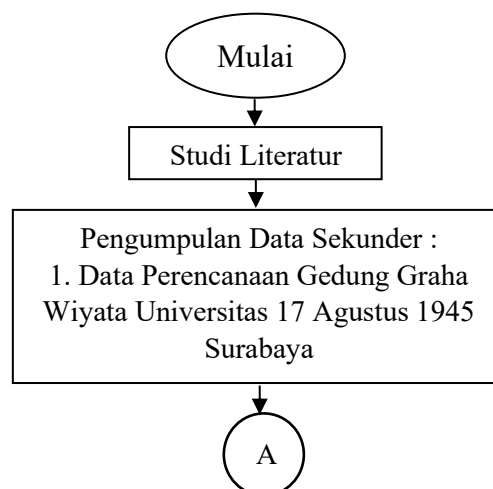 Mulai
Studi Literatur
Pengumpulan Data Sekunder :
1. Data Perencanaan Gedung Graha
Wiyata Universitas 17 Agustus 1945
Surabaya
A